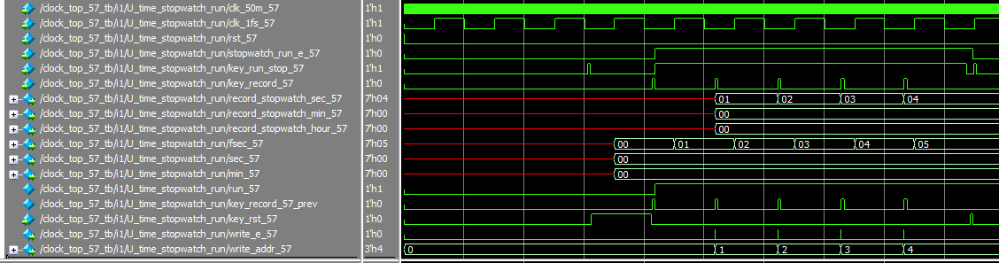 /clock_top_57_tb/i1/U_time_stopwatch_run/clk_50m_57 1'h1
/clock_top_57_tb/i1/U_time_stopwatch_run/clk_1fs_57 1'h1
/clock_top_57_tb/i1/U_time_stopwatch_run/rst_57 1'h0
/clock_top_57_tb/i1/U_time_stopwatch_run/stopwatch_run_e_57 1'h0
/clock_top_57_tb/i1/U_time_stopwatch_run/key_run_stop_57 1'h1
/clock_top_57_tb/i1/U_time_stopwatch_run/key_record_57 1'h0
/clock_top_57_tb/i1/U_time_stopwatch_run/record_stopwatch_sec_57 7'h04 01 02 03 04
/clock_top_57_tb/i1/U_time_stopwatch_run/record_stopwatch_min_57 7'h00 00
/clock_top_57_tb/i1/U_time_stopwatch_run/record_stopwatch_hour_57 7'h00 00
/clock_top_57_tb/i1/U_time_stopwatch_run/fsec_57 7'h05 00 01 02 03 04 05
/clock_top_57_tb/i1/U_time_stopwatch_run/sec_57 7'h00 00
/clock_top_57_tb/i1/U_time_stopwatch_run/min_57 7'h00 00
/clock_top_57_tb/i1/U_time_stopwatch_run/run_57 1'h1
/clock_top_57_tb/i1/U_time_stopwatch_run/key_record_57_prev 1'h0
/clock_top_57_tb/i1/U_time_stopwatch_run/key_rst_57 1'h0
/clock_top_57_tb/i1/U_time_stopwatch_run/write_e_57 1'h0
/clock_top_57_tb/i1/U_time_stopwatch_run/write_addr_57 3'h4 0 1 2 3 4